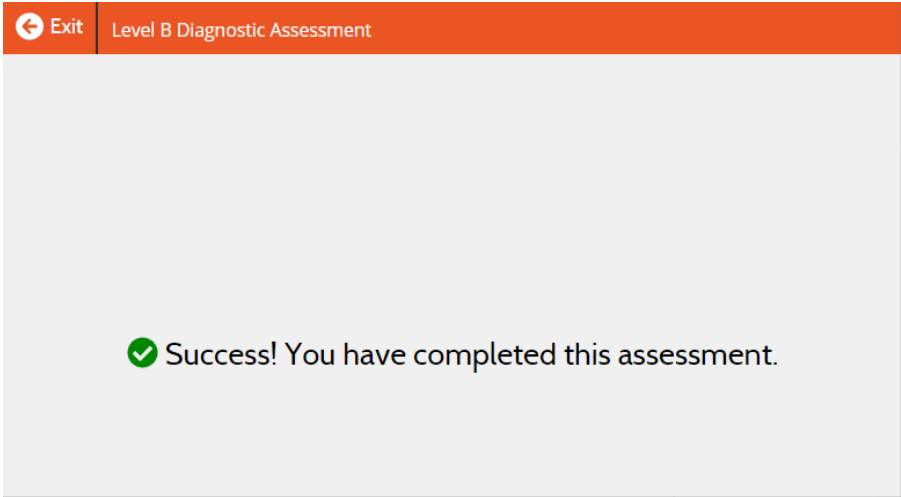 Exit
Level B Diagnostic Assessment
Success! You have completed this assessment.